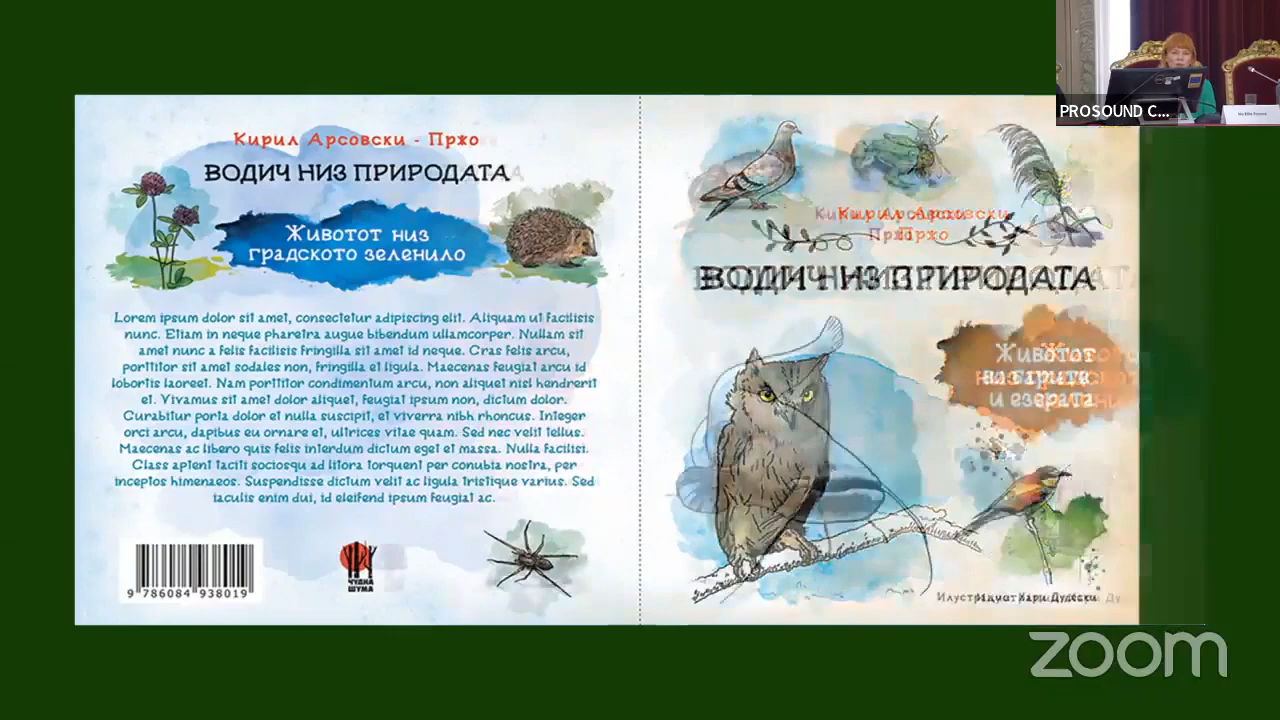 PROSOUND C...
Кирил Арсовски - Пржо
ВОДИЧ НИЗ ПРИРОДАТА
Животот низ
градското зеленило
Lorem ipsum dolor sit amet, consectetur adipiscing elit. Aliquam ut facilisis
nunc. Etiam in neque pharetra augue bibendum ullamcorper. Nullam sit
amet nunc a felis facilisis fringilla sit amet id neque. Cras felis arcu,
porttitor sit amet sodales non, fringilla et ligula. Maecenas feugiat arcu id
lobortis laoreet. Nam porttitor condimentum arcu, non aliquet nisl hendrerit
et. Vivamus sit amet dolor aliquet, feugiat ipsum non, dictum dolor.
Curabitur porta dolor et nulla suscipit, et viverra nibh rhoncus. Integer
orci arcu, dapibus eu ornare et, ultrices vitae quam. Sed nec velit tellus.
Maecenas ac libero quis felis interdum dictum eget et massa. Nulla facilisi.
Class aptent taciti sociosqu ad litora torquent per conubia nostra, per
inceptos himenaeos. Suspendisse dictum velit ac ligula tristique varius. Sed
iaculis enim dui, id eleifend ipsum feugiat ac.
9 786084 938019
ЧУДНА
ШУМА
Кирил Арсовски
Пржо
ВОДИЧ НИЗ ПРИРОДАТА
Животот
и езерата
zoom